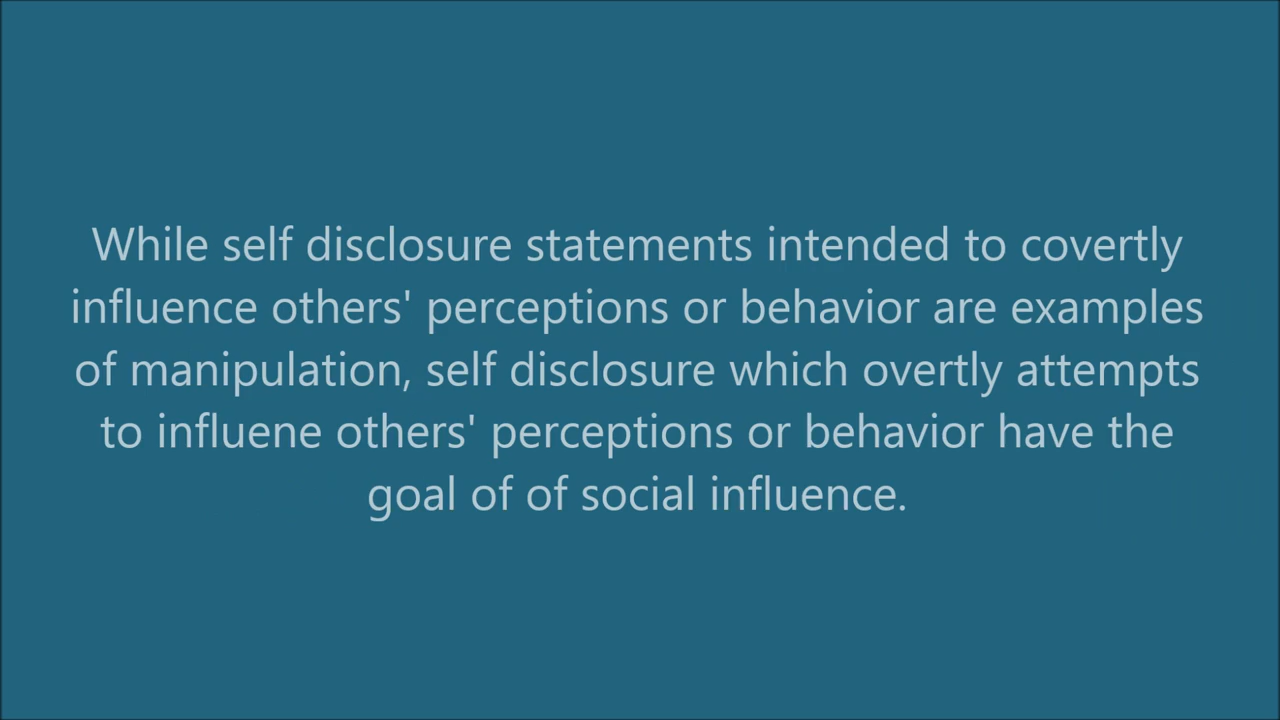 While self disclosure statements intended to covertly
influence others' perceptions or behavior are examples
of manipulation, self disclosure which overtly attempts
to influene others' perceptions or behavior have the
goal of of social influence.